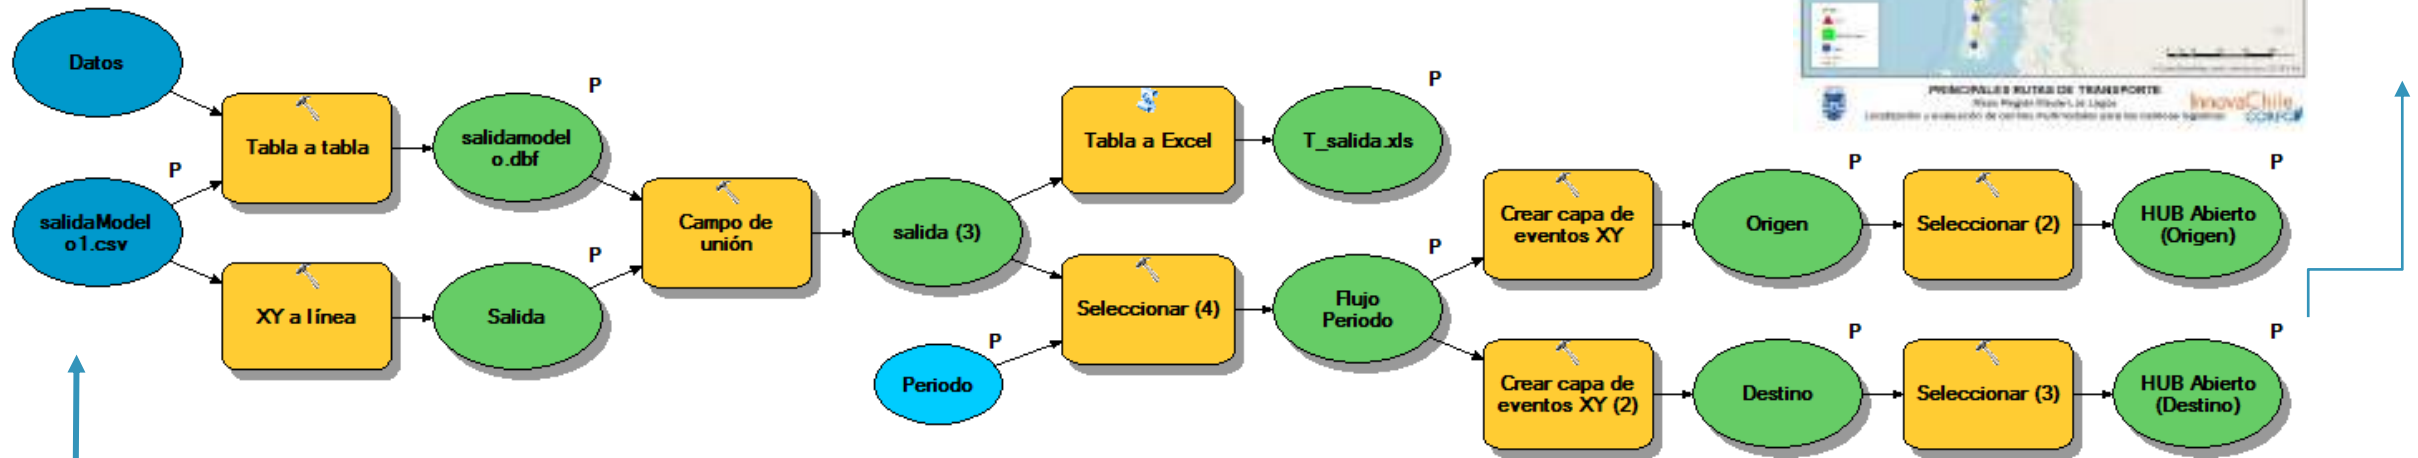 Datos
P
Tabla a tabla
salidamodel
o.dbf
P
salidaModel
o1.csv
XY a línea
P
Salida
Campo de
unión
salida (3)
P
Periodo
Tabla a Excel
P
T_salida.xls
Seleccionar (4)
P
Flujo
Periodo
Crear capa de
eventos XY
P
Origen
Seleccionar (2)
P
HUB Abierto
(Origen)
Crear capa de
eventos XY (2)
P
Destino
Seleccionar (3)
P
HUB Abierto
(Destino)
PRINCIPALES RUTAS DE TRANSPORTE
InnovaChile
CORFO